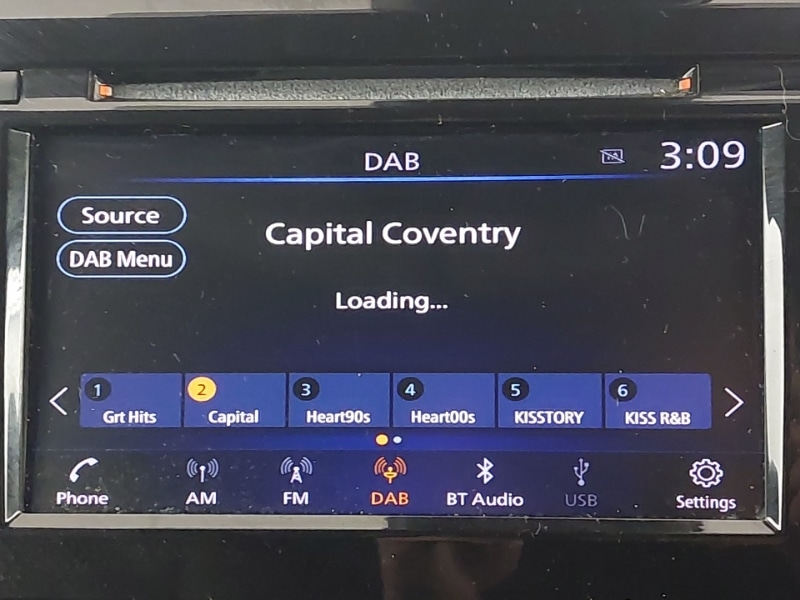 DAB
TA
3:09
Source
Capital Coventry
DAB Menu
Loading...
1
2
3
4
5
6
Grt Hits
Capital
Heart90s
Heart00s
KISSTORY
KISS R&B
Phone
AM
FM
DAB
BT Audio
USB
Settings